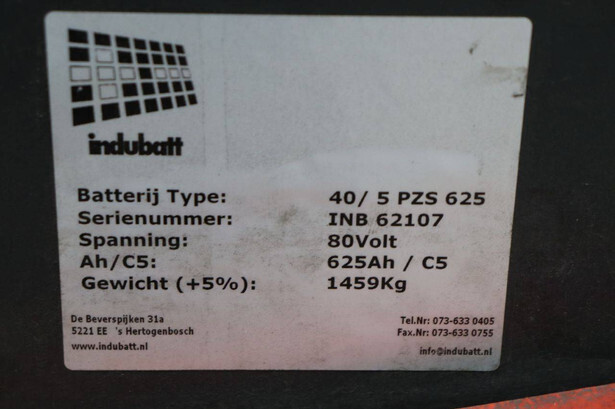 indubatt
Batterij Type: 40/ 5 PZS 625
Serienummer: INB 62107
Spanning: 80Volt
Ah/C5: 625Ah / C5
Gewicht (+5%): 1459Kg
De Beverspijken 31a Tel.Nr: 073-633 0405
5221 EE 's Hertogenbosch Fax.Nr: 073-633 0755
www.indubatt.nl info@indubatt.nl